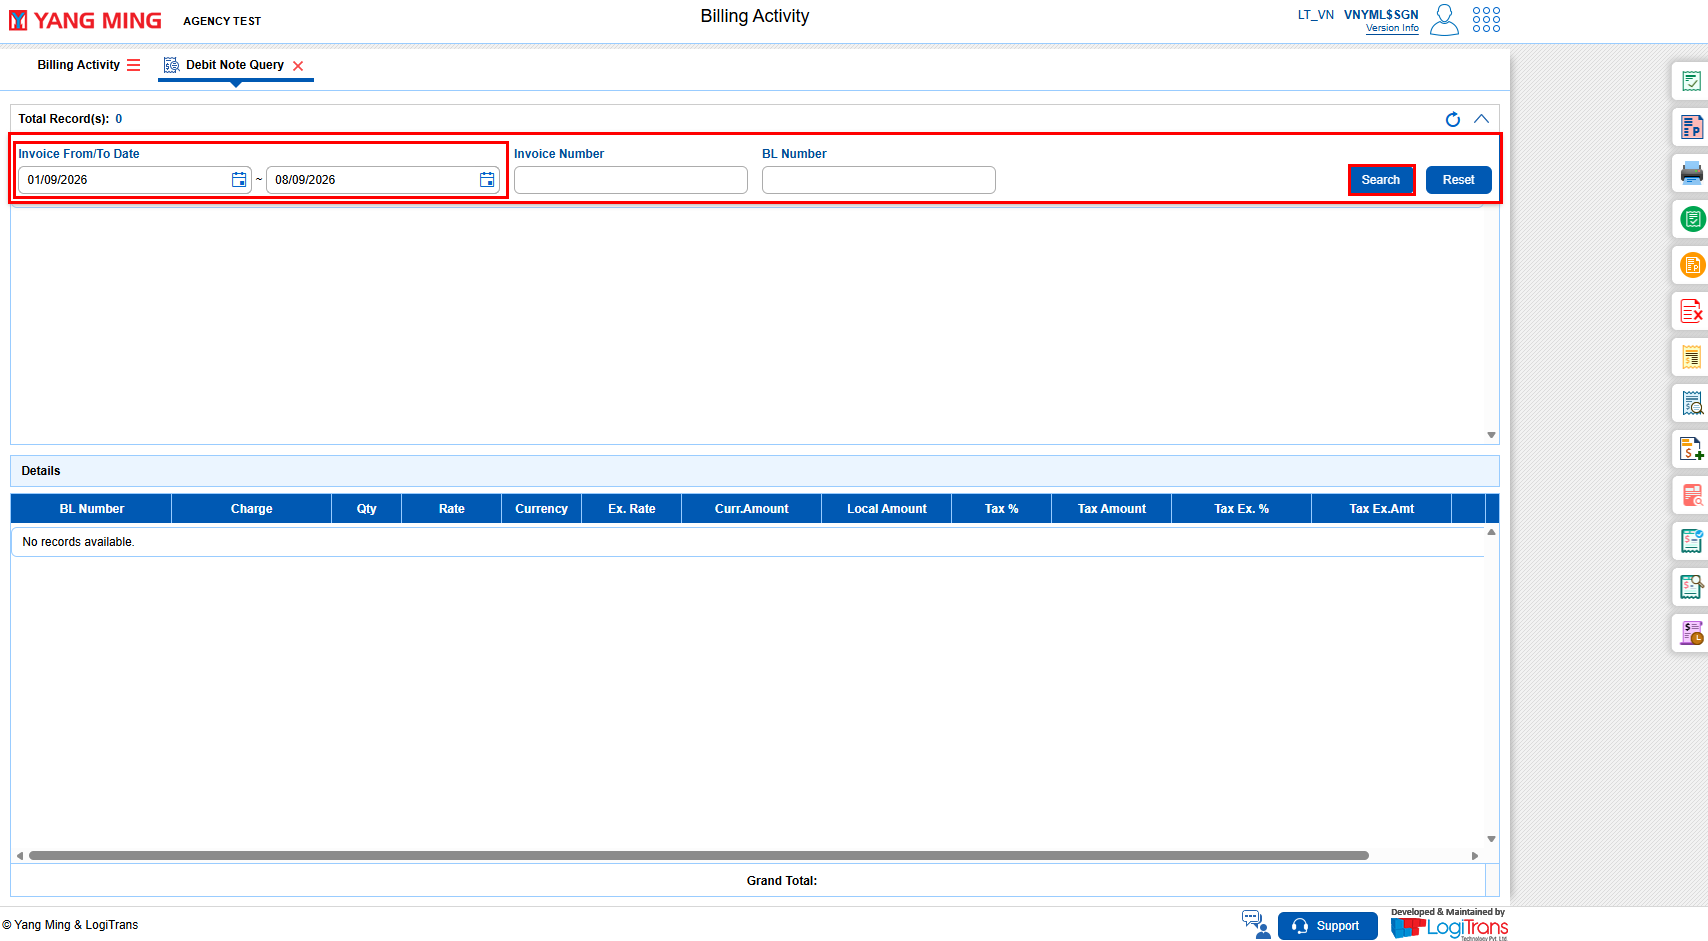 YANG MING AGENCY TEST
Billing Activity
LT_VN VNYML$SGN
Version Info
Billing Activity Debit Note Query
Total Record(s): 0
Invoice From/To Date Invoice Number BL Number
01/09/2026 ~ 08/09/2026 Search Reset
Details
BL Number Charge Qty Rate Currency Ex. Rate Curr.Amount Local Amount Tax % Tax Amount Tax Ex. % Tax Ex.Amt
No records available.
Grand Total:
© Yang Ming & LogiTrans
Support
Developed & Maintained by
LogiTrans
Technology Pvt. Ltd.